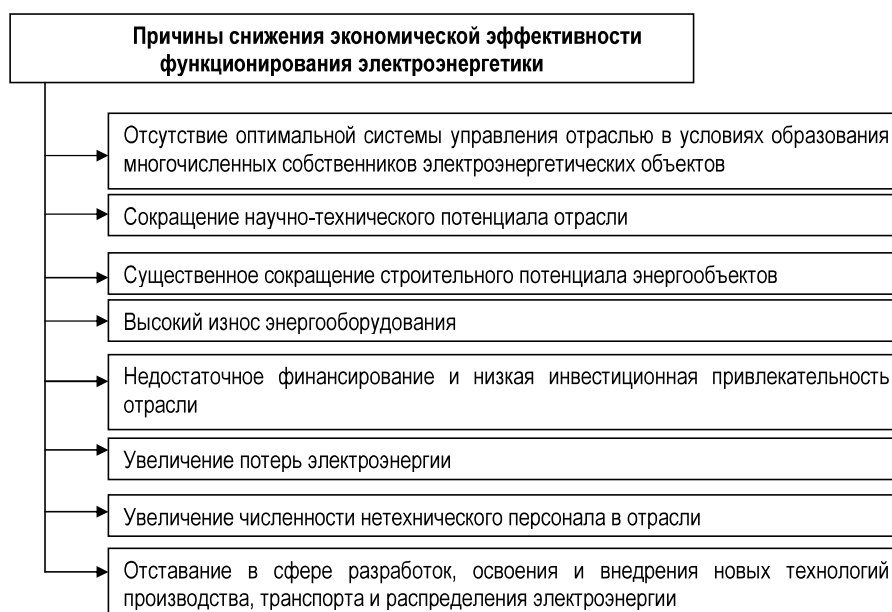 Причины снижения экономической эффективности
функционирования электроэнергетики
Отсутствие оптимальной системы управления отраслью в условиях образования
многочисленных собственников электроэнергетических объектов
Сокращение научно-технического потенциала отрасли
Существенное сокращение строительного потенциала энергообъектов
Высокий износ энергооборудования
Недостаточное финансирование и низкая инвестиционная привлекательность
отрасли
Увеличение потерь электроэнергии
Увеличение численности нетехнического персонала в отрасли
Отставание в сфере разработок, освоения и внедрения новых технологий
производства, транспорта и распределения электроэнергии